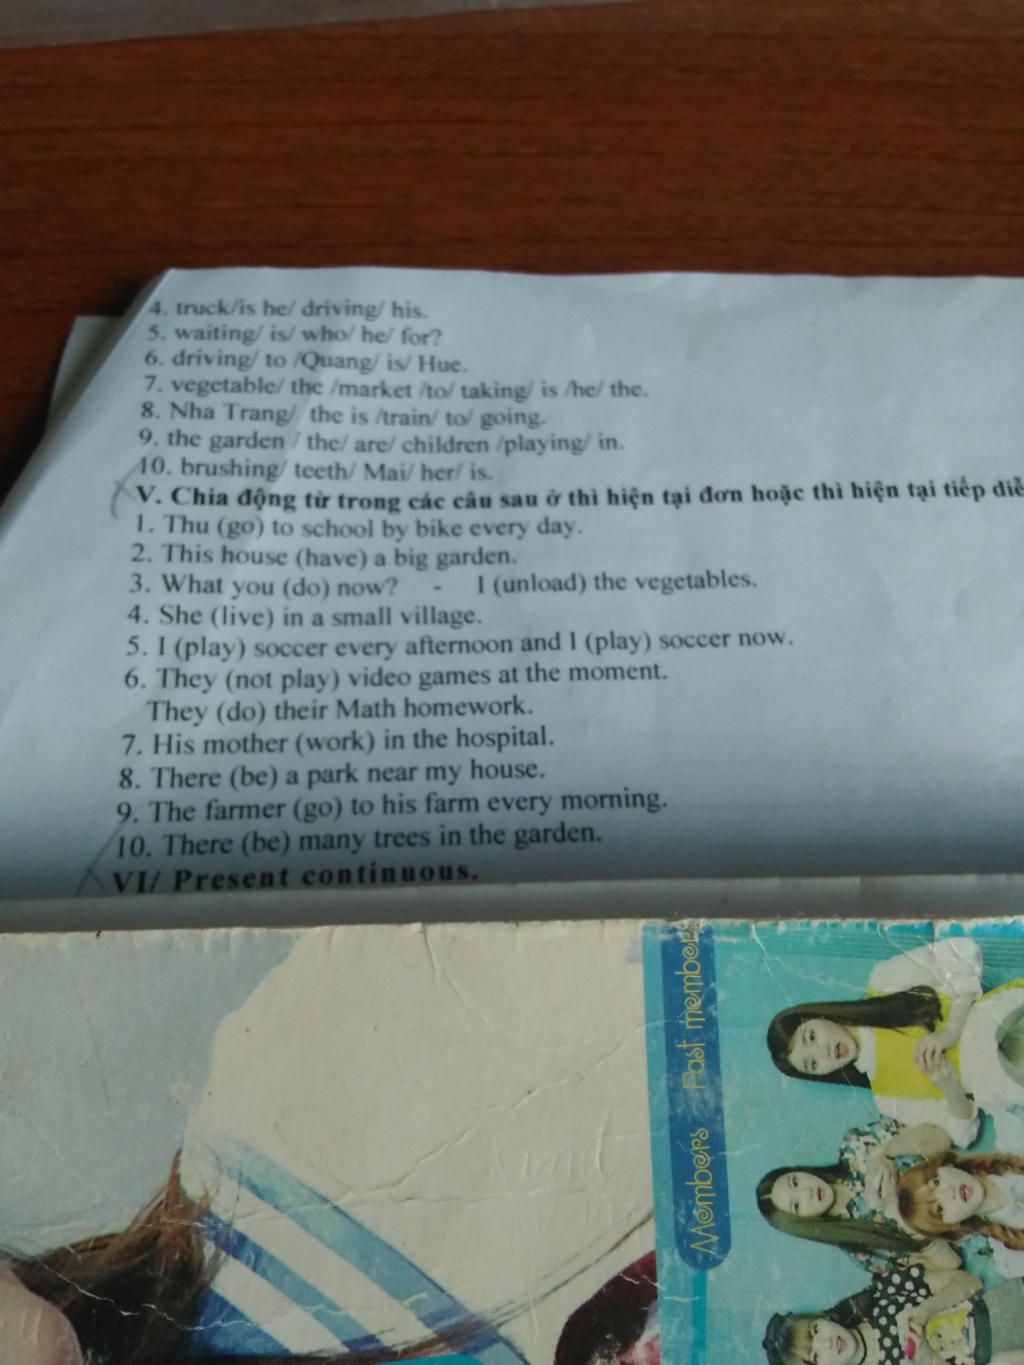 4. truck/is he/ driving/ his.
5. waiting/ is/ who/ he/ for?
6. driving/ to /Quang/ is/ Hue.
7. vegetable/ the /market /to/ taking/ is /he/ the.
8. Nha Trang/ the is /train/ to/ going.
9. the garden / the/ are/ children /playing/ in.
10. brushing/ teeth/ Mai/ her/ is.
V. Chia động từ trong các câu sau ở thì hiện tại đơn hoặc thì hiện tại tiếp diễ
1. Thu (go) to school by bike every day.
2. This house (have) a big garden.
3. What you (do) now? - I (unload) the vegetables.
4. She (live) in a small village.
5. I (play) soccer every afternoon and I (play) soccer now.
6. They (not play) video games at the moment.
They (do) their Math homework.
7. His mother (work) in the hospital.
8. There (be) a park near my house.
9. The farmer (go) to his farm every morning.
10. There (be) many trees in the garden.
VI/ Present continuous.
Members - Past members